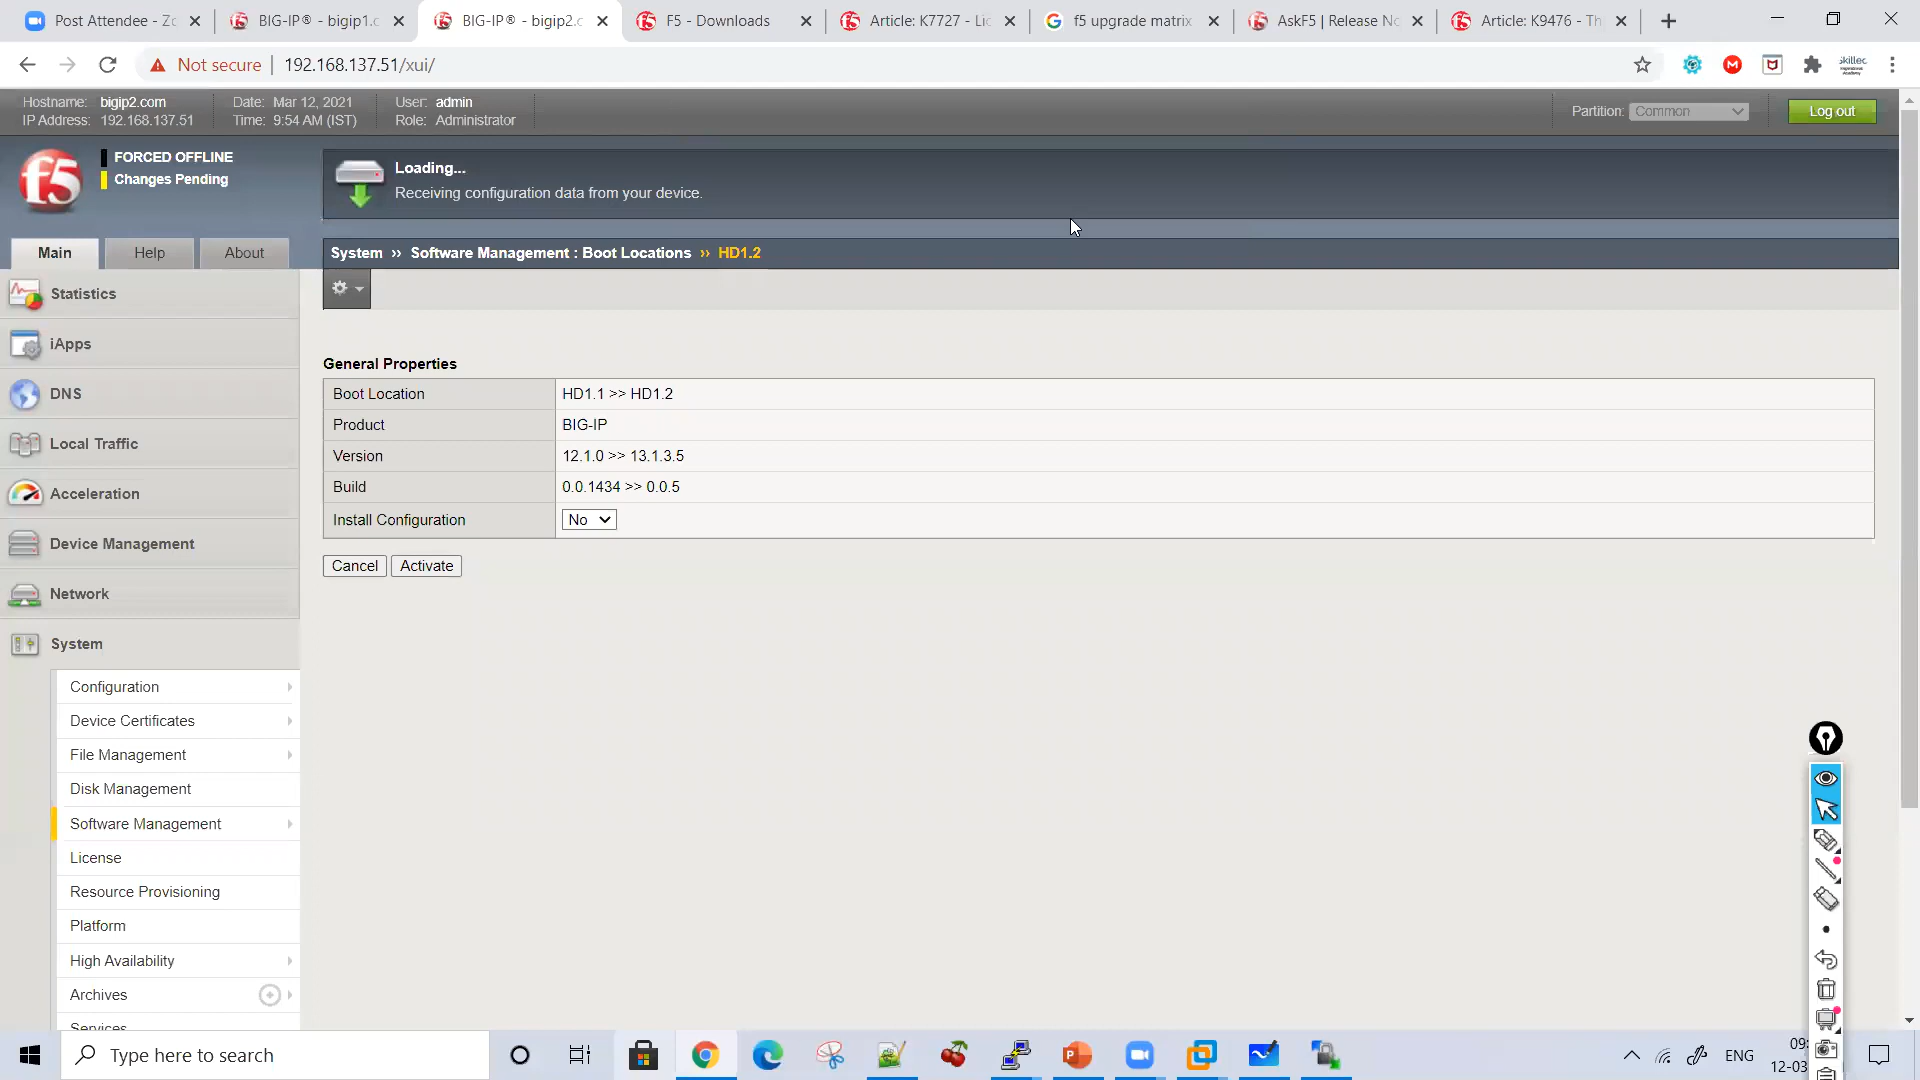 Post Attendee - Zo
BIG-IP® - bigip1.c
BIG-IP® - bigip2.c
F5 - Downloads
Article: K7727 - Lic
f5 upgrade matrix
AskF5 | Release No
Article: K9476 - Th
Not secure | 192.168.137.51/xui/
skillec
Hostname: bigip2.com
IP Address: 192.168.137.51
Date: Mar 12, 2021
Time: 9:54 AM (IST)
User: admin
Role: Administrator
Partition: Common
Log out
f5
FORCED OFFLINE
Changes Pending
Loading...
Receiving configuration data from your device.
Main
Help
About
System ›› Software Management : Boot Locations ›› HD1.2
Statistics
iApps
DNS
Local Traffic
Acceleration
Device Management
Network
System
Configuration
Device Certificates
File Management
Disk Management
Software Management
License
Resource Provisioning
Platform
High Availability
Archives
Services
General Properties
Boot Location HD1.1 >> HD1.2
Product BIG-IP
Version 12.1.0 >> 13.1.3.5
Build 0.0.1434 >> 0.0.5
Install Configuration No
Cancel Activate
Type here to search
ENG
09:
12-03